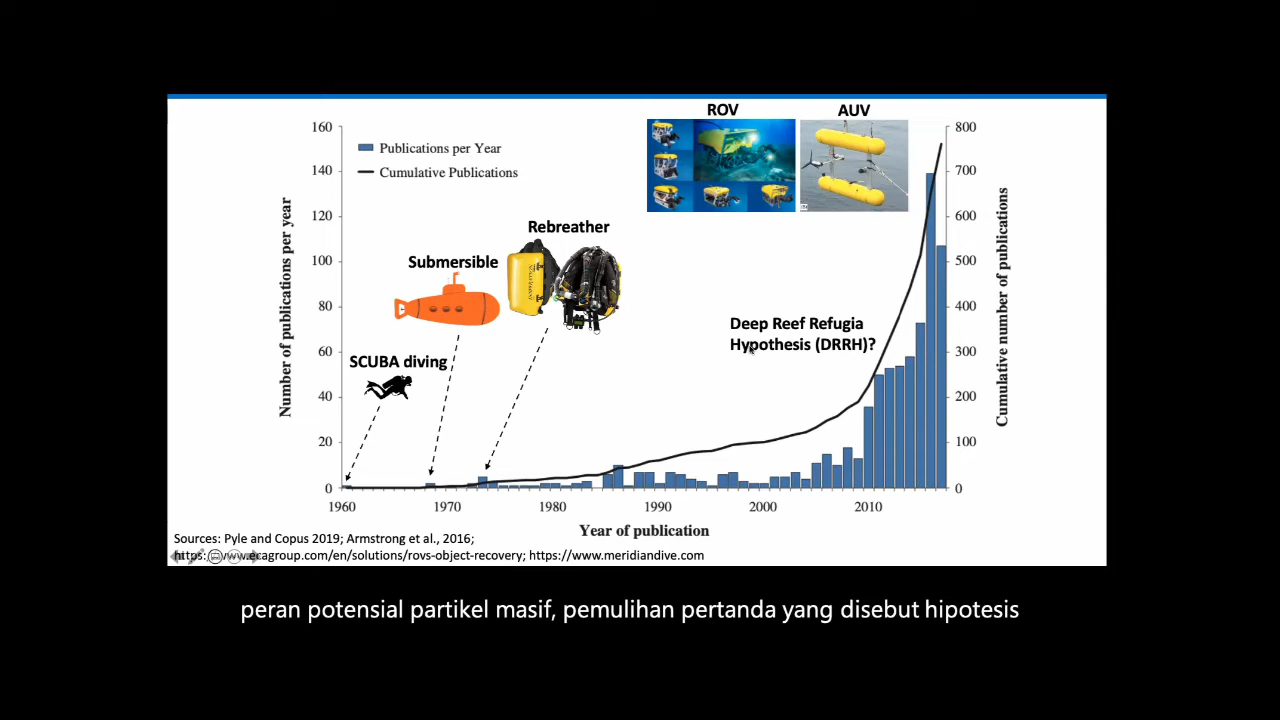 ROV
AUV
160
140
120
100
80
60
40
20
0
Number of publications per year
Publications per Year
Cumulative Publications
Rebreather
Submersible
SCUBA diving
Deep Reef Refugia
Hypothesis (DRRH)?
800
700
600
500
400
300
200
100
0
Cumulative number of publications
1960
1970
1980
1990
2000
2010
Year of publication
Sources: Pyle and Copus 2019; Armstrong et al., 2016;
https://www.ecagroup.com/en/solutions/rovs-object-recovery; https://www.meridiandive.com
peran potensial partikel masif, pemulihan pertanda yang disebut hipotesis